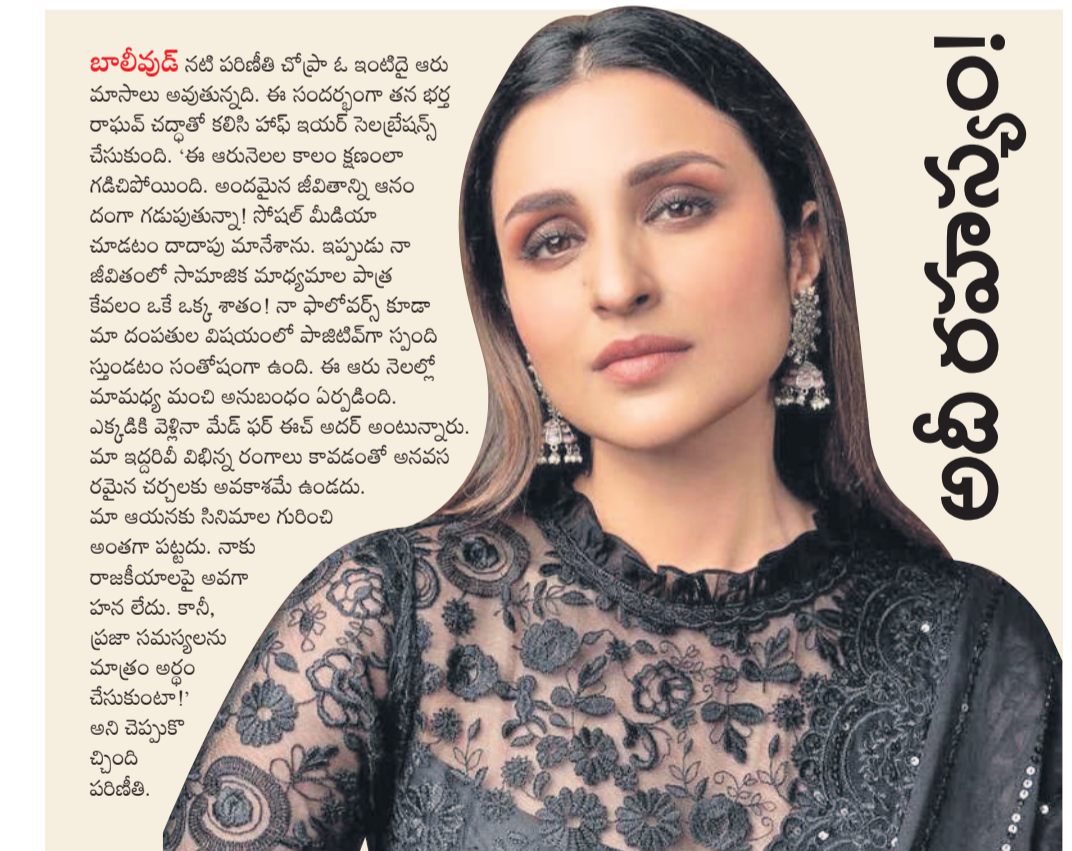 అదీ రహస్యం!
బాలీవుడ్ నటి పరిణీతి చోప్రా ఓ ఇంటిదై ఆరు
మాసాలు అవుతున్నది. ఈ సందర్భంగా తన భర్త
రాఘవ్ చద్ధాతో కలిసి హాఫ్ ఇయర్ సెలబ్రేషన్స్
చేసుకుంది. ‘ఈ ఆరునెలల కాలం క్షణంలా
గడిచిపోయింది. అందమైన జీవితాన్ని ఆనం
దంగా గడుపుతున్నా! సోషల్ మీడియా
చూడటం దాదాపు మానేశాను. ఇప్పుడు నా
జీవితంలో సామాజిక మాధ్యమాల పాత్ర
కేవలం ఒకే ఒక్క శాతం! నా ఫాలోవర్స్ కూడా
మా దంపతుల విషయంలో పాజిటివ్‌గా స్పంది
స్తుండటం సంతోషంగా ఉంది. ఈ ఆరు నెలల్లో
మామధ్య మంచి అనుబంధం ఏర్పడింది.
ఎక్కడికి వెళ్లినా మేడ్ ఫర్ ఈచ్ అదర్ అంటున్నారు.
మా ఇద్దరివీ విభిన్న రంగాలు కావడంతో అనవస
రమైన చర్చలకు అవకాశమే ఉండదు.
మా ఆయనకు సినిమాల గురించి
అంతగా పట్టదు. నాకు
రాజకీయాలపై అవగా
హన లేదు. కానీ,
ప్రజా సమస్యలను
మాత్రం అర్థం
చేసుకుంటా!’
అని చెప్పుకొ
చ్చింది
పరిణీతి.